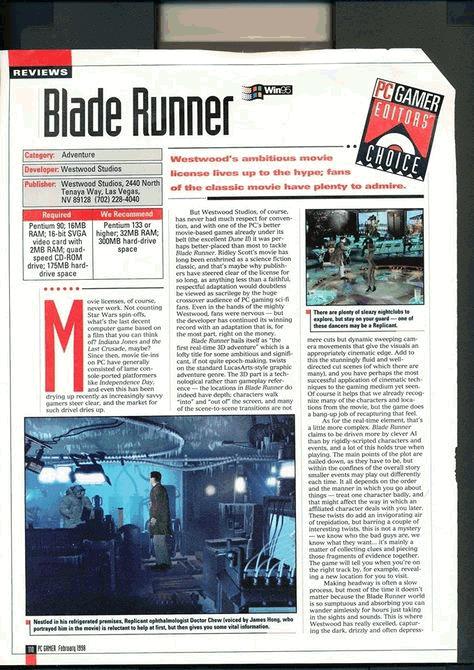 REVIEWS
Blade Runner
Win95
PC GAMER
EDITORS'
CHOICE
Category: Adventure
Developer: Westwood Studios
Publisher: Westwood Studios, 2440 North
Tenaya Way, Las Vegas,
NV 89128 (702) 228-4040
Required
Pentium 90; 16MB
RAM; 16-bit SVGA
video card with
2MB RAM; quad-
speed CD-ROM
drive; 175MB hard-
drive space
We Recommend
Pentium 133 or
higher; 32MB RAM;
300MB hard-drive
space
Westwood's ambitious movie
license lives up to the hype; fans
of the classic movie have plenty to admire.
Movie licenses, of course,
never work. Not counting
Star Wars spin-offs,
what's the last decent
computer game based on
a film that you can think
of? Indiana Jones and the
Last Crusade, maybe?
Since then, movie tie-ins
on PC have generally
consisted of lame con-
sole-ported platformers
like Independence Day,
and even this has been
drying up recently as increasingly savvy
gamers steer clear, and the market for
such drivel dries up.
But Westwood Studios, of course,
has never had much respect for conven-
tion, and with one of the PC's better
movie-based games already under its
belt (the excellent Dune II) it was per-
haps better-placed than most to tackle
Blade Runner. Ridley Scott's movie has
long been enshrined as a science fiction
classic, and that's maybe why publish-
ers have steered clear of the license for
so long, as anything less than a faithful,
respectful adaptation would doubtless
be viewed as sacrilege by the huge
crossover audience of PC gaming sci-fi
fans. Even in the hands of the mighty
Westwood, fans were nervous — but
the developer has continued its winning
record with an adaptation that is, for
the most part, right on the money.
Blade Runner hails itself as "the
first real-time 3D adventure" which is a
lofty title for some ambitious and signifi-
cant, if not quite epoch-making, twists
on the standard LucasArts-style graphic
adventure genre. The 3D part is a tech-
nological rather than gameplay refer-
ence — the locations in Blade Runner do
indeed have depth, characters walk
"into" and "out" of the screen, and many
of the scene-to-scene transitions are not
There are plenty of sleazy nightclubs to
explore, but stay on your guard — one of
these dancers may be a Replicant.
mere cuts but dynamic sweeping cam-
era movements that give the visuals an
appropriately cinematic edge. Add to
this the stunningly fluid and well-
directed cut scenes (of which there are
many), and you have perhaps the most
successful application of cinematic tech-
niques to the gaming medium yet seen.
Of course it helps that we already recog-
nize many of the characters and loca-
tions from the movie, but the game does
a bang-up job of recapturing that feel.
As for the real-time element, that's
a little more complex. Blade Runner
claims to be driven more by clever AI
than by rigidly-scripted characters and
events, and a lot of this holds true when
playing. The main points of the plot are
nailed down, as they have to be, but
within the confines of the overall story
smaller events may play out differently
each time. It all depends on the order
and the manner in which you go about
things — treat one character badly, and
that might affect the way in which an
affiliated character deals with you later.
These twists do add an invigorating air
of trepidation, but barring a couple of
interesting twists, this is not a mystery
— we know who the bad guys are, we
know what they want... it's mainly a
matter of collecting clues and piecing
those fragments of evidence together.
The game will tell you when you're on
the right track by, for example, reveal-
ing a new location for you to visit.
Making headway is often a slow
process, but most of the time it doesn't
matter because the Blade Runner world
is so sumptuous and absorbing you can
wander aimlessly for hours just taking
in the sights and sounds. This is where
Westwood has really excelled, captur-
ing the dark, drizzly and often depress-
Nestled in his refrigerated premises, Replicant ophthalmologist Doctor Chew (voiced by James Hong, who
portrayed him in the movie) is reluctant to help at first, but then gives you some vital information.
PC GAMER February 1998